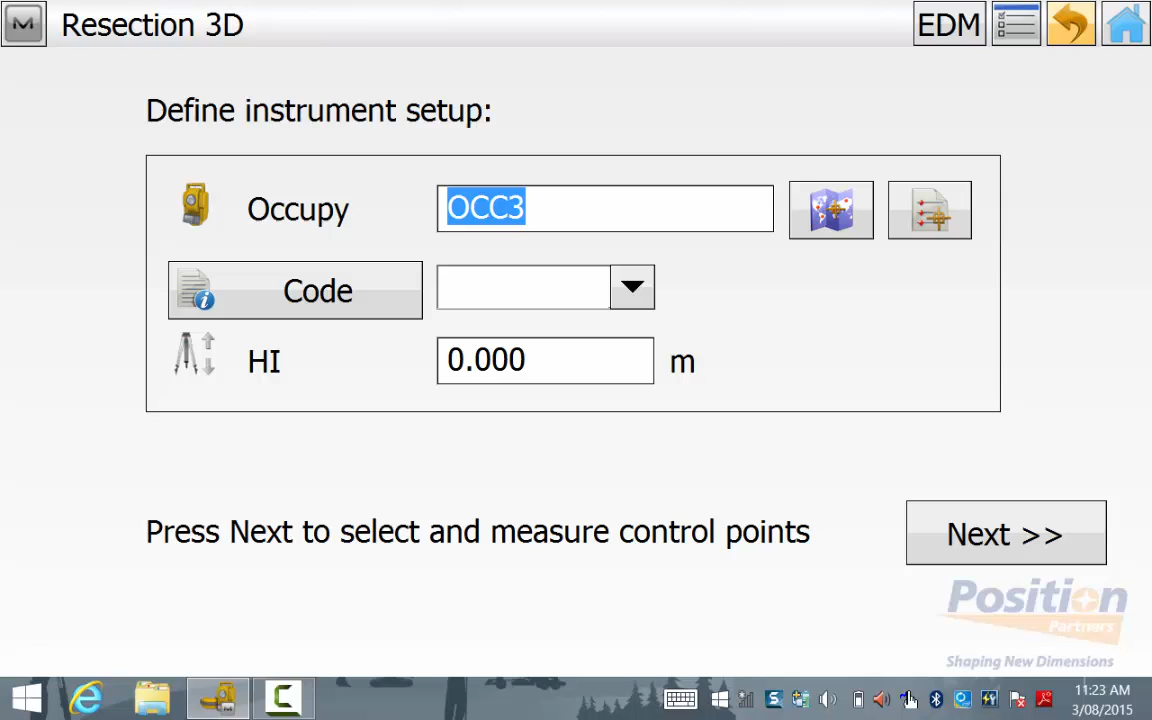 Resection 3D
EDM
Define instrument setup:
Occupy OCC3
Code
HI 0.000 m
Press Next to select and measure control points
Next >>
Position
Partners
Shaping New Dimensions
11:23 AM
3/08/2015